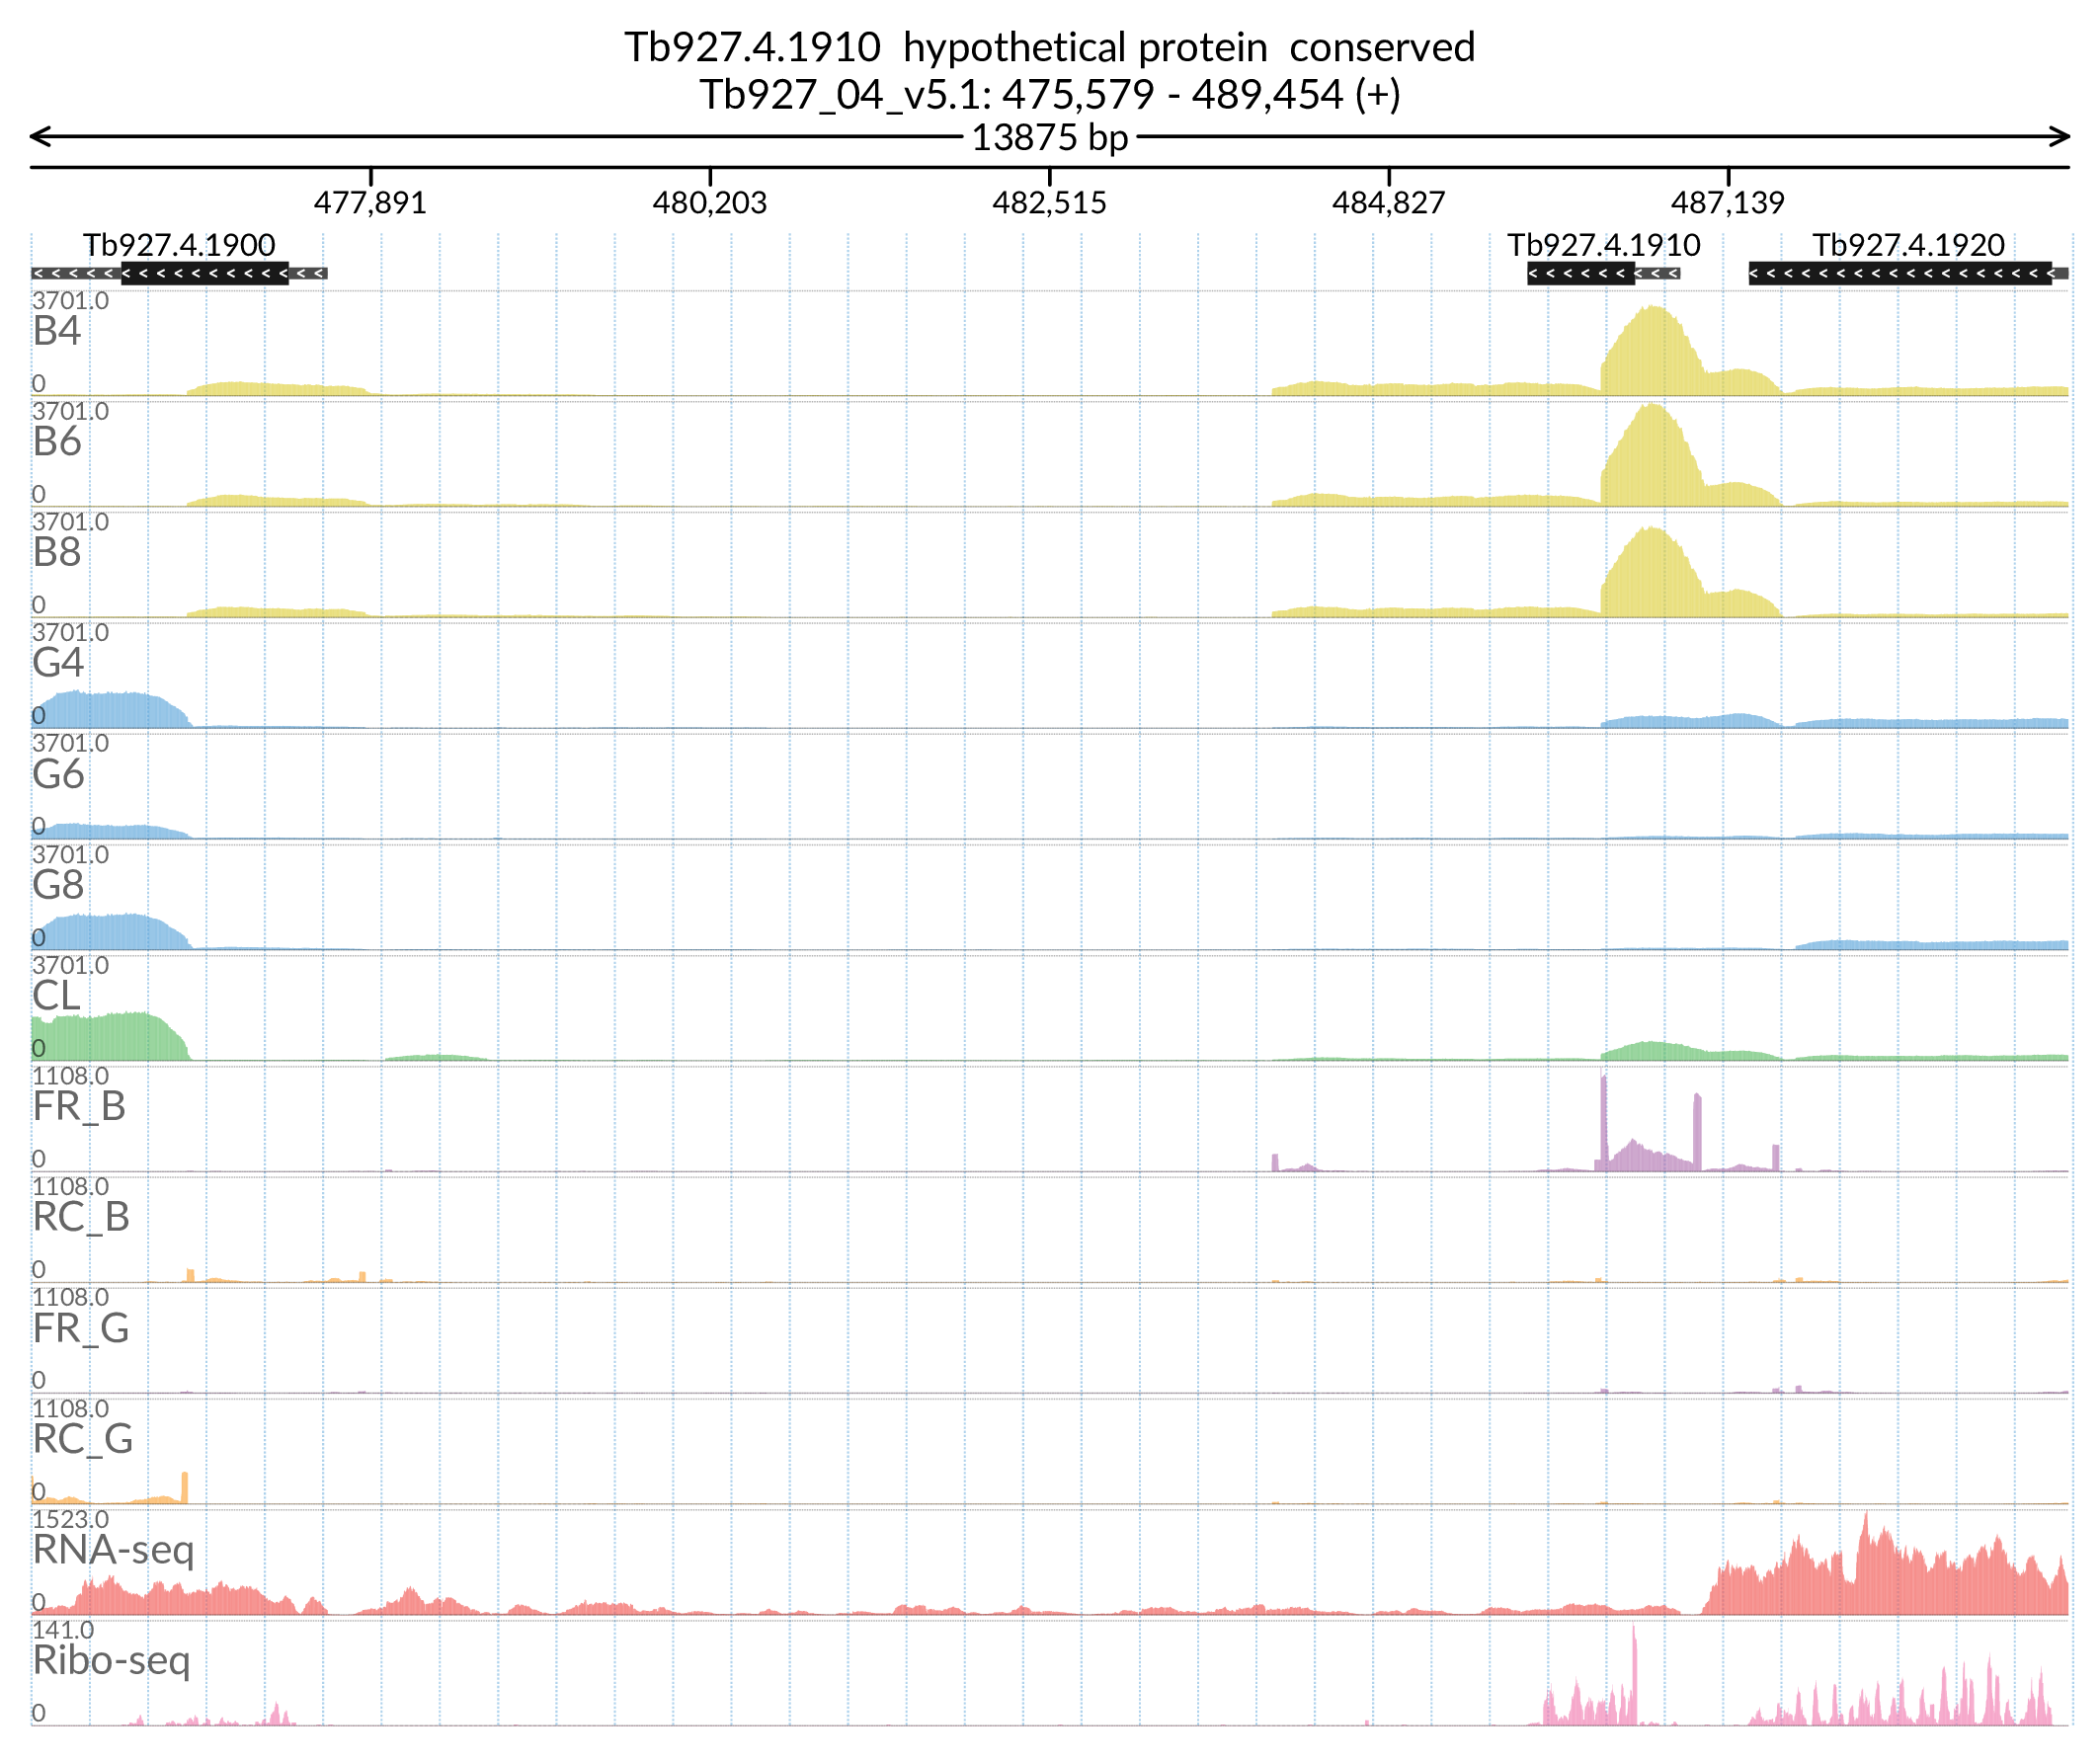 Tb927.4.1910  hypothetical protein  conserved
Tb927_04_v5.1: 475,579 - 489,454 (+)
13875 bp
477,891 480,203 482,515 484,827 487,139
Tb927.4.1900 Tb927.4.1910 Tb927.4.1920
3701.0
B4
0
3701.0
B6
0
3701.0
B8
0
3701.0
G4
0
3701.0
G6
0
3701.0
G8
0
3701.0
CL
0
1108.0
FR_B
0
1108.0
RC_B
0
1108.0
FR_G
0
1108.0
RC_G
0
1523.0
RNA-seq
0
141.0
Ribo-seq
0